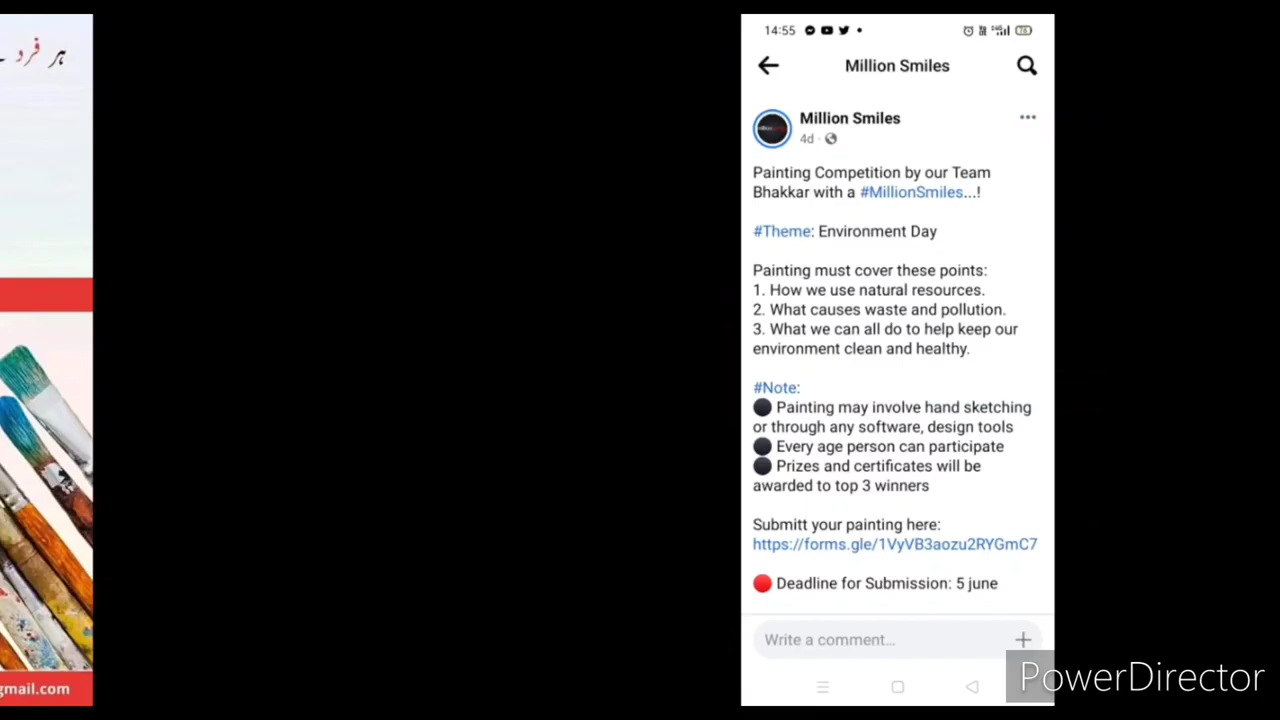 ہر فرد
gmail.com
14:55
Million Smiles
Million Smiles
4d
Painting Competition by our Team
Bhakkar with a #MillionSmiles...!
#Theme: Environment Day
Painting must cover these points:
1. How we use natural resources.
2. What causes waste and pollution.
3. What we can all do to help keep our
environment clean and healthy.
#Note:
Painting may involve hand sketching
or through any software, design tools
Every age person can participate
Prizes and certificates will be
awarded to top 3 winners
Submitt your painting here:
https://forms.gle/1VyVB3aozu2RYGmC7
Deadline for Submission: 5 june
Write a comment...
PowerDirector